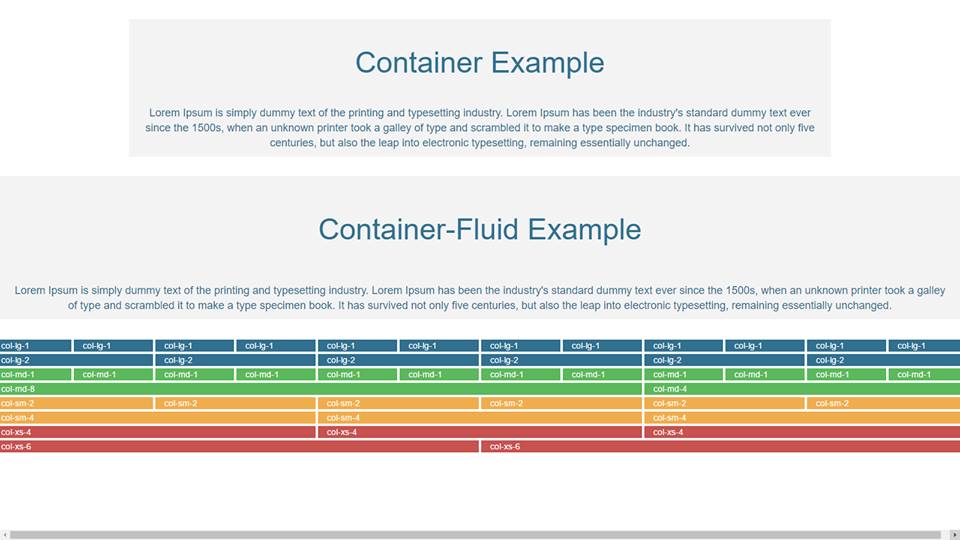 Container Example
Lorem Ipsum is simply dummy text of the printing and typesetting industry. Lorem Ipsum has been the industry's standard dummy text ever
since the 1500s, when an unknown printer took a galley of type and scrambled it to make a type specimen book. It has survived not only five
centuries, but also the leap into electronic typesetting, remaining essentially unchanged.
Container-Fluid Example
Lorem Ipsum is simply dummy text of the printing and typesetting industry. Lorem Ipsum has been the industry's standard dummy text ever since the 1500s, when an unknown printer took a galley
of type and scrambled it to make a type specimen book. It has survived not only five centuries, but also the leap into electronic typesetting, remaining essentially unchanged.
col-lg-1 col-lg-1 col-lg-1 col-lg-1 col-lg-1 col-lg-1 col-lg-1 col-lg-1 col-lg-1 col-lg-1 col-lg-1 col-lg-1
col-lg-2 col-lg-2 col-lg-2 col-lg-2 col-lg-2 col-lg-2
col-md-1 col-md-1 col-md-1 col-md-1 col-md-1 col-md-1 col-md-1 col-md-1 col-md-1 col-md-1 col-md-1 col-md-1
col-md-8 col-md-4
col-sm-2 col-sm-2 col-sm-2 col-sm-2 col-sm-2 col-sm-2
col-sm-4 col-sm-4 col-sm-4
col-xs-4 col-xs-4 col-xs-4
col-xs-6 col-xs-6